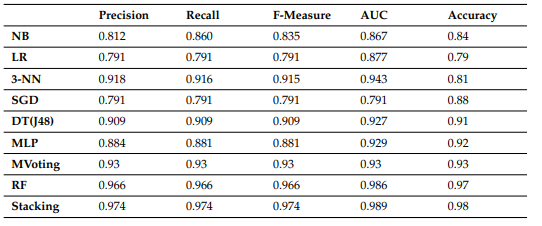 Precision Recall F-Measure AUC Accuracy
NB 0.812 0.860 0.835 0.867 0.84
LR 0.791 0.791 0.791 0.877 0.79
3-NN 0.918 0.916 0.915 0.943 0.81
SGD 0.791 0.791 0.791 0.791 0.88
DT(J48) 0.909 0.909 0.909 0.927 0.91
MLP 0.884 0.881 0.881 0.929 0.92
MVoting 0.93 0.93 0.93 0.93 0.93
RF 0.966 0.966 0.966 0.986 0.97
Stacking 0.974 0.974 0.974 0.989 0.98